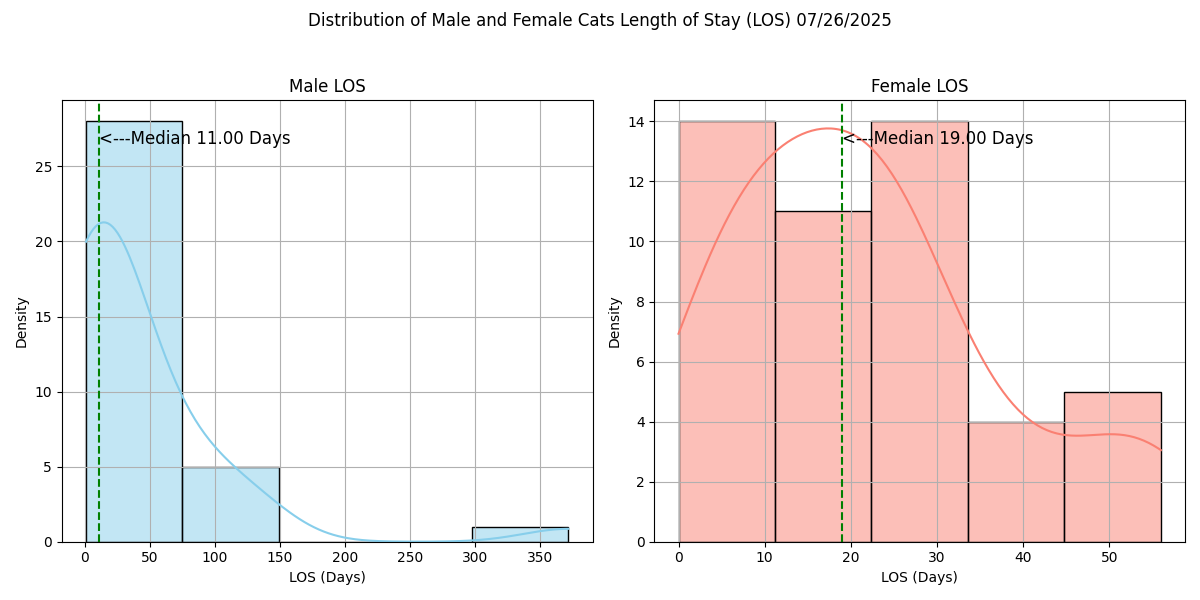 Distribution of Male and Female Cats Length of Stay (LOS) 07/26/2025
Male LOS
<---Median 11.00 Days
Density
25
20
15
10
5
0
0 50 100 150 200 250 300 350
LOS (Days)
Female LOS
<---Median 19.00 Days
Density
14
12
10
8
6
4
2
0
0 10 20 30 40 50
LOS (Days)